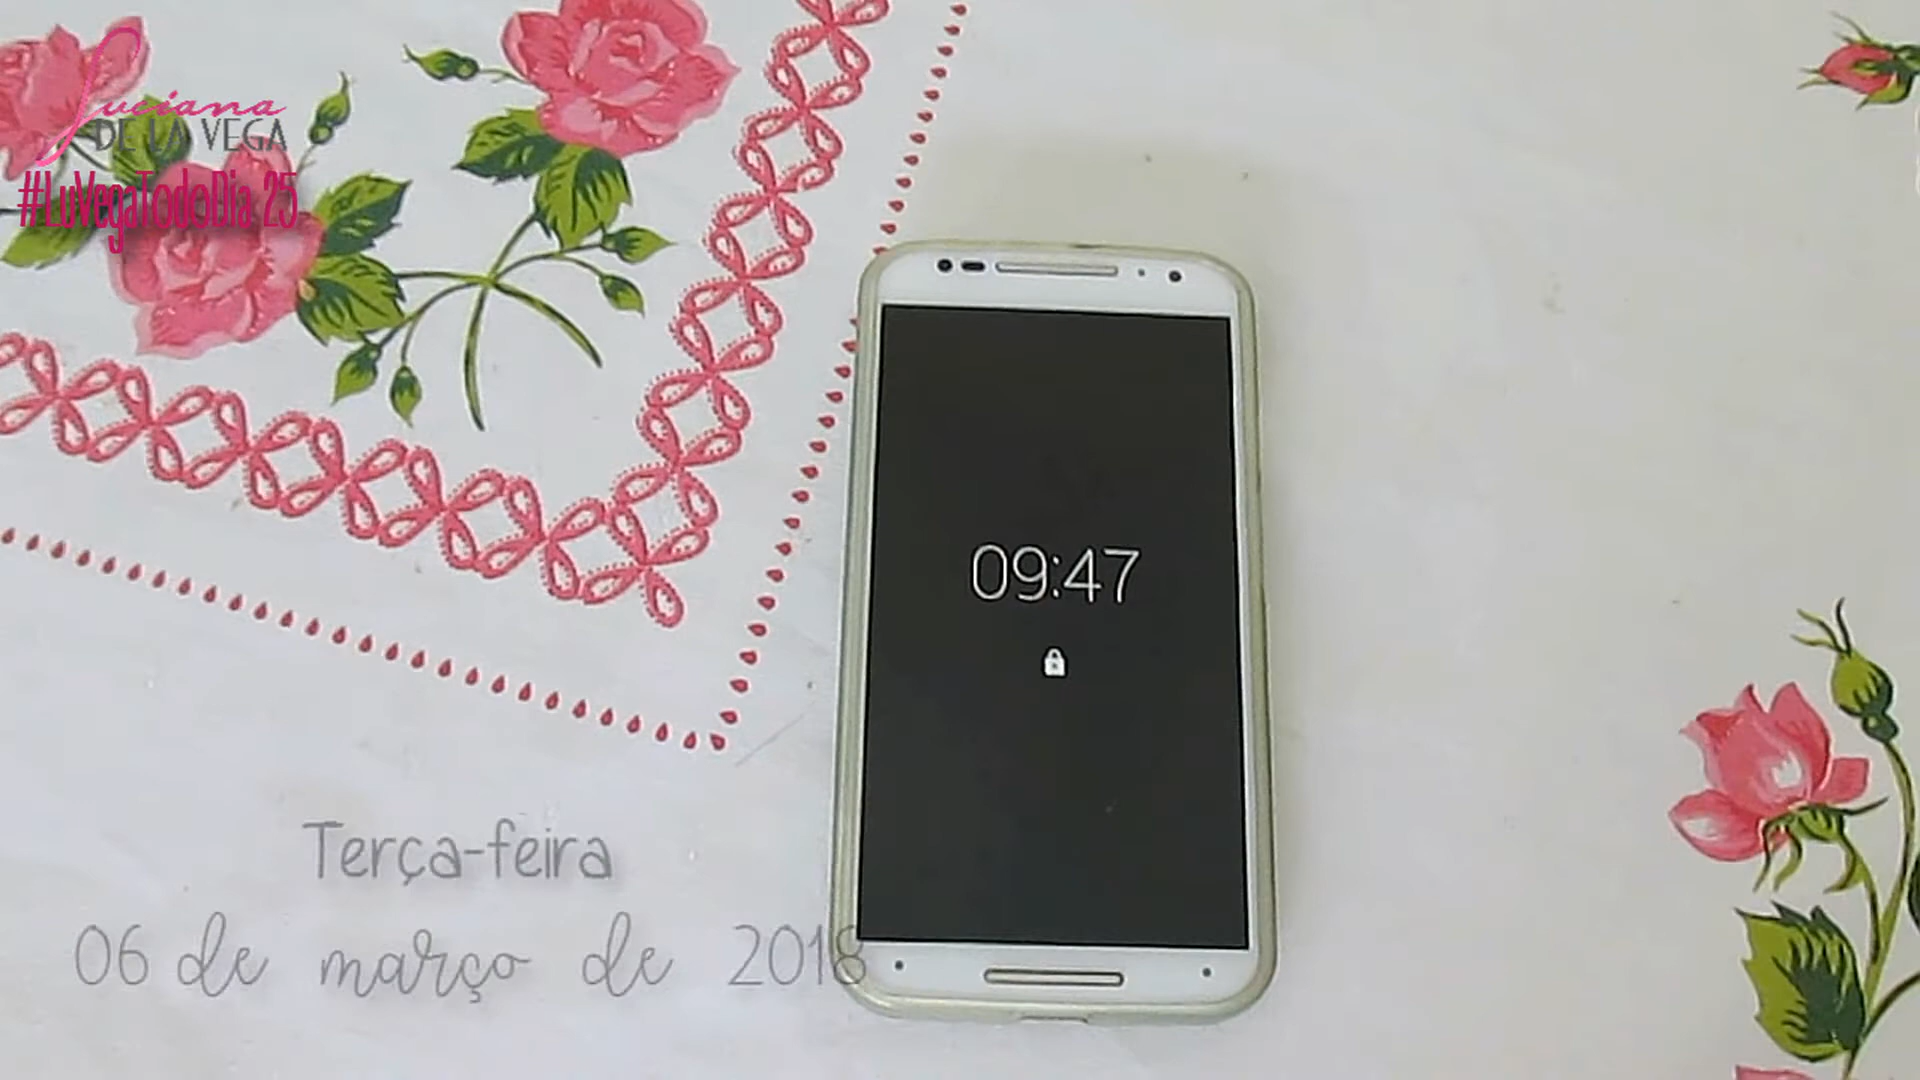 Luciana
DE LA VEGA
#LuVegaTodoDia 25
09:47
Terça-feira
06 de março de 2018